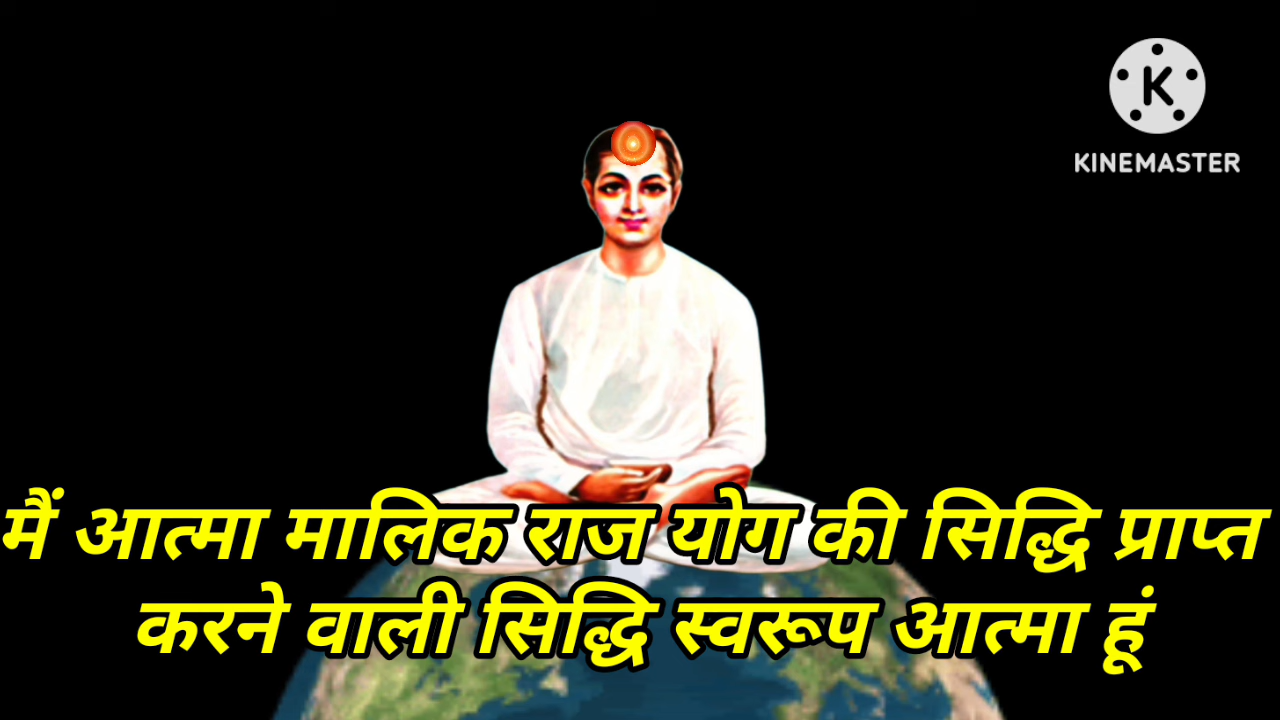 KINEMASTER
मैं आत्मा मालिक राज योग की सिद्धि प्राप्त
करने वाली सिद्धि स्वरूप आत्मा हूं